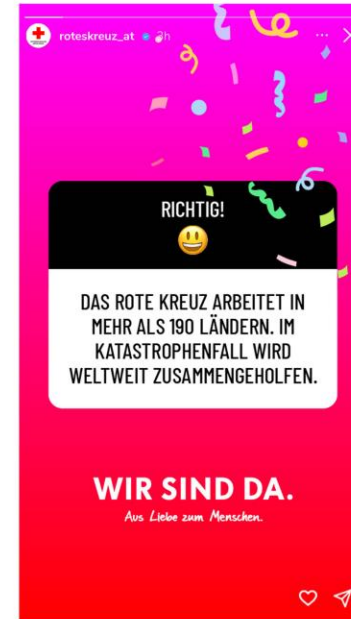 roteskreuz_at 2h
RICHTIG!
DAS ROTE KREUZ ARBEITET IN
MEHR ALS 190 LÄNDERN. IM
KATASTROPHENFALL WIRD
WELTWEIT ZUSAMMENGEHOLFEN.
WIR SIND DA.
Aus Liebe zum Menschen.